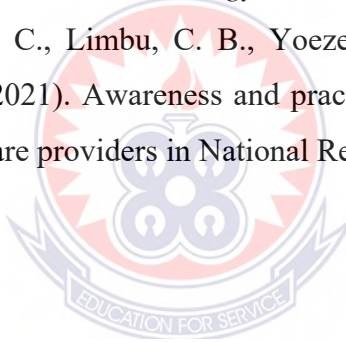 C., Limbu, C. B., Yoeze
2021). Awareness and prac
are providers in National Re
EDUCATION FOR SERVICE